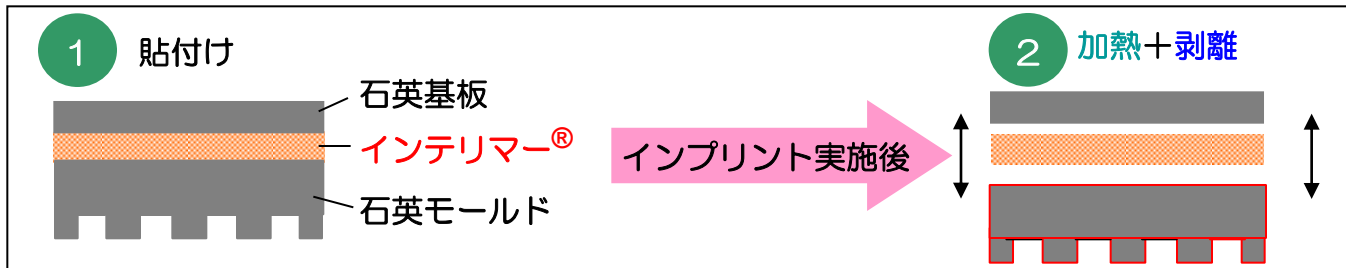 1 貼付け
石英基板
インテリマー®
石英モールド
インプリント実施後
2 加熱+剥離